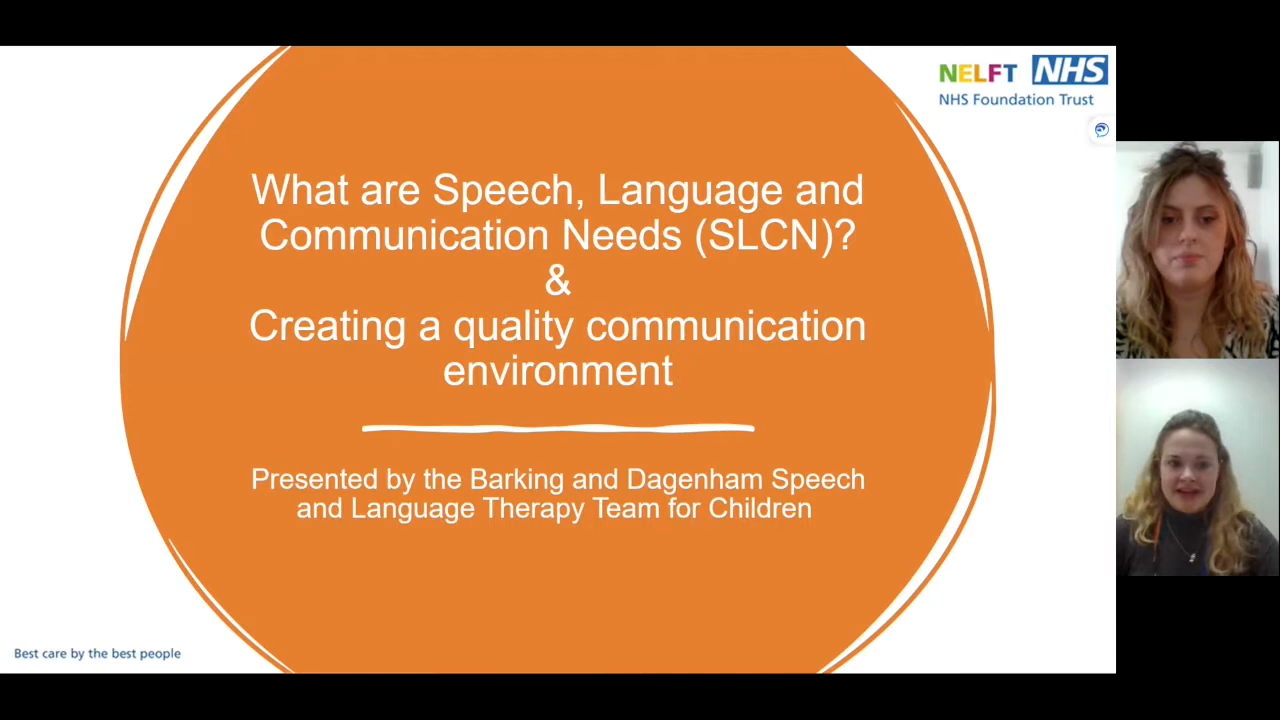 NELFT NHS
NHS Foundation Trust
What are Speech, Language and
Communication Needs (SLCN)?
&
Creating a quality communication
environment
Presented by the Barking and Dagenham Speech
and Language Therapy Team for Children
Best care by the best people